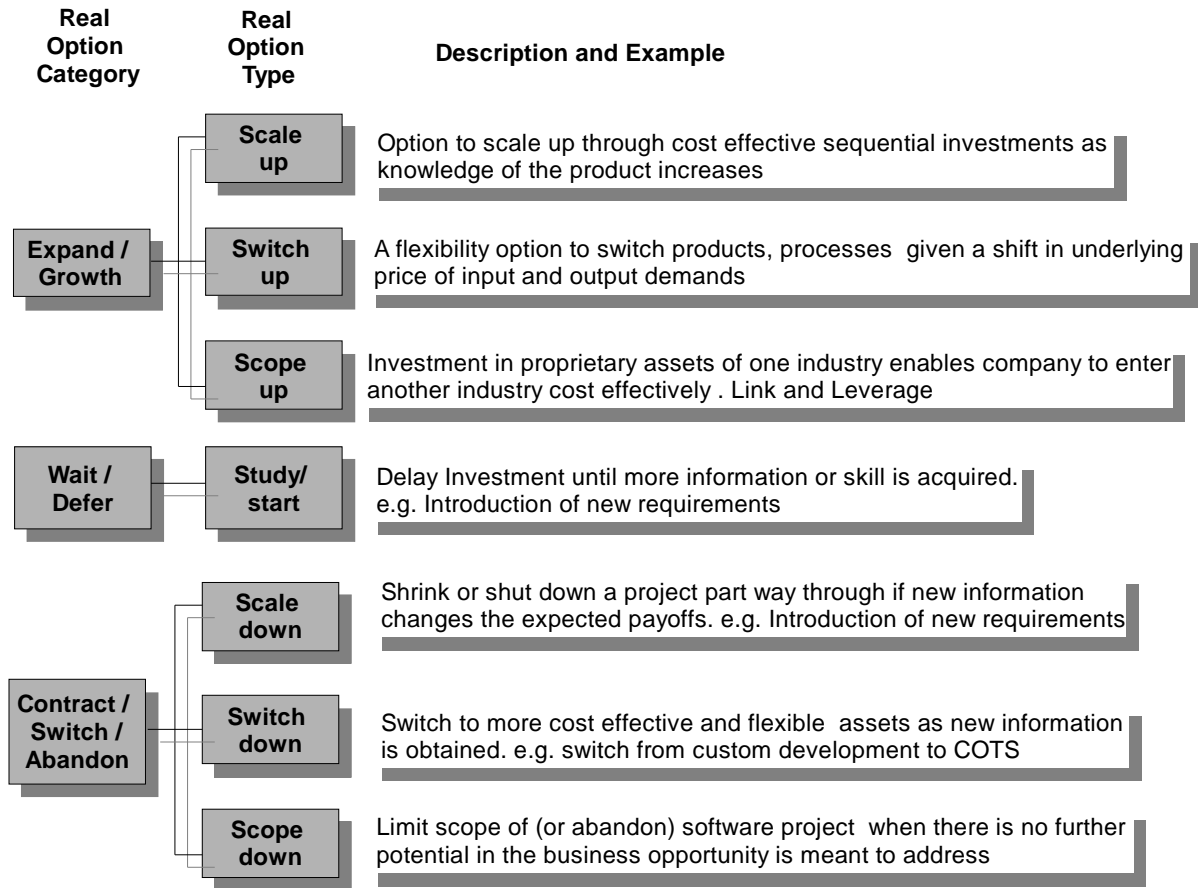 Real
Option
Category
Real
Option
Type
Description and Example
Expand /
Growth
Scale
up
Option to scale up through cost effective sequential investments as
knowledge of the product increases
Switch
up
A flexibility option to switch products, processes given a shift in underlying
price of input and output demands
Scope
up
Investment in proprietary assets of one industry enables company to enter
another industry cost effectively . Link and Leverage
Wait /
Defer
Study/
start
Delay Investment until more information or skill is acquired.
e.g. Introduction of new requirements
Contract /
Switch /
Abandon
Scale
down
Shrink or shut down a project part way through if new information
changes the expected payoffs. e.g. Introduction of new requirements
Switch
down
Switch to more cost effective and flexible assets as new information
is obtained. e.g. switch from custom development to COTS
Scope
down
Limit scope of (or abandon) software project when there is no further
potential in the business opportunity is meant to address